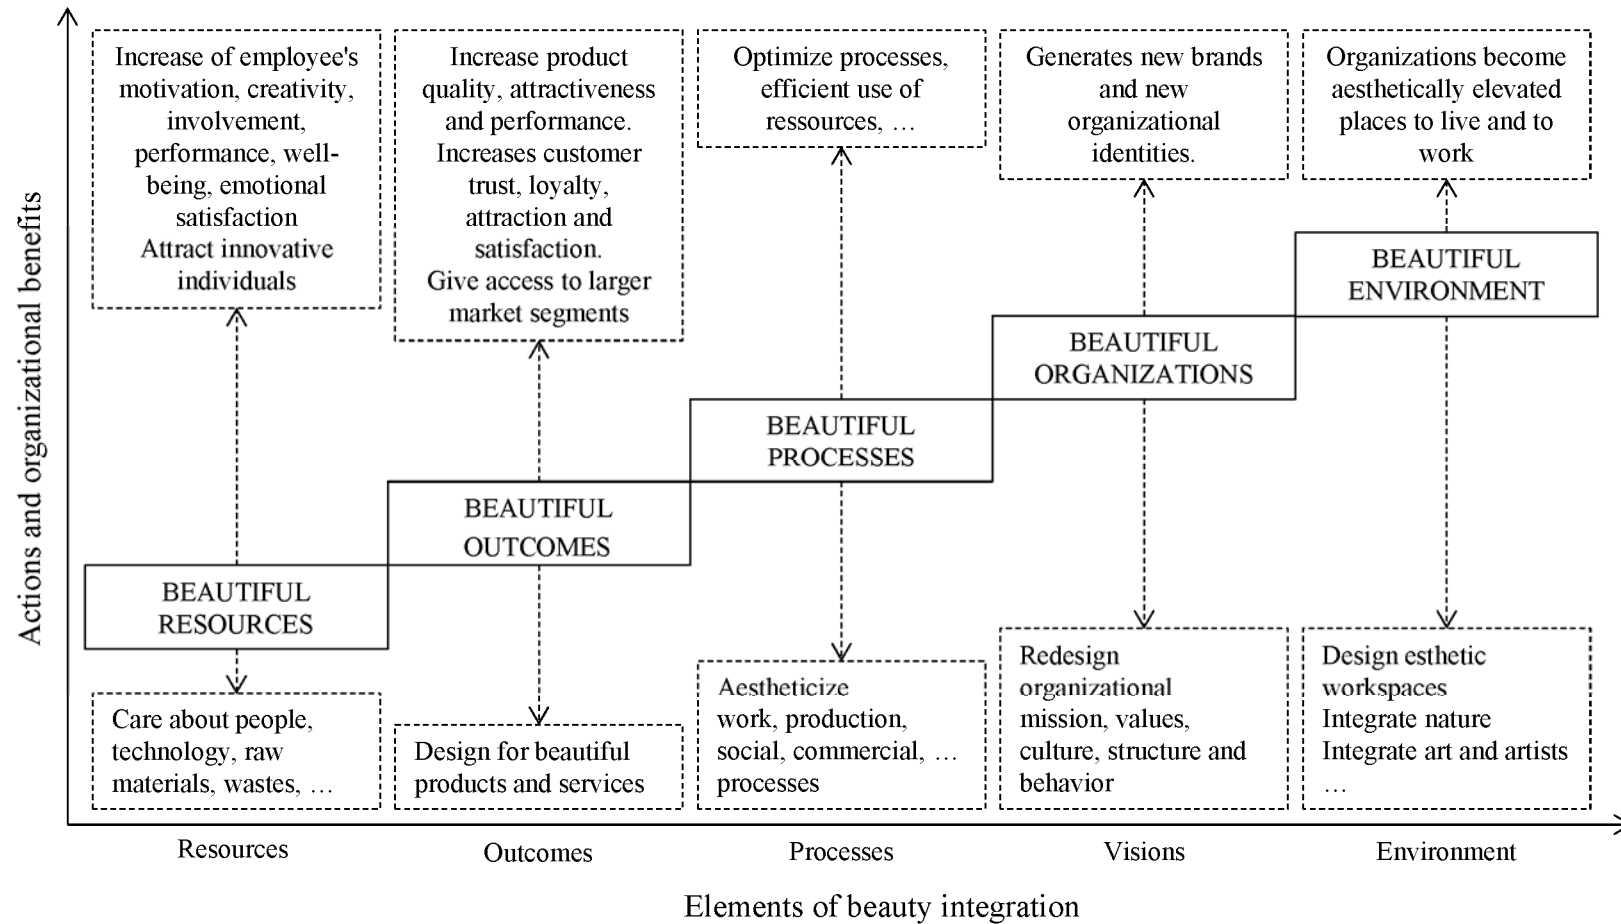 Increase of employee's
motivation, creativity,
involvement,
performance, well-
being, emotional
satisfaction
Attract innovative
individuals
Increase product
quality, attractiveness
and performance.
Increases customer
trust, loyalty,
attraction and
satisfaction.
Give access to larger
market segments
Optimize processes,
efficient use of
ressources, …
Generates new brands
and new
organizational
identities.
Organizations become
aesthetically elevated
places to live and to
work
BEAUTIFUL
RESOURCES
BEAUTIFUL
OUTCOMES
BEAUTIFUL
PROCESSES
BEAUTIFUL
ORGANIZATIONS
BEAUTIFUL
ENVIRONMENT
Care about people,
technology, raw
materials, wastes, …
Design for beautiful
products and services
Aestheticize
work, production,
social, commercial, …
processes
Redesign
organizational
mission, values,
culture, structure and
behavior
Design esthetic
workspaces
Integrate nature
Integrate art and artists
…
Actions and organizational benefits
Resources
Outcomes
Processes
Visions
Environment
Elements of beauty integration